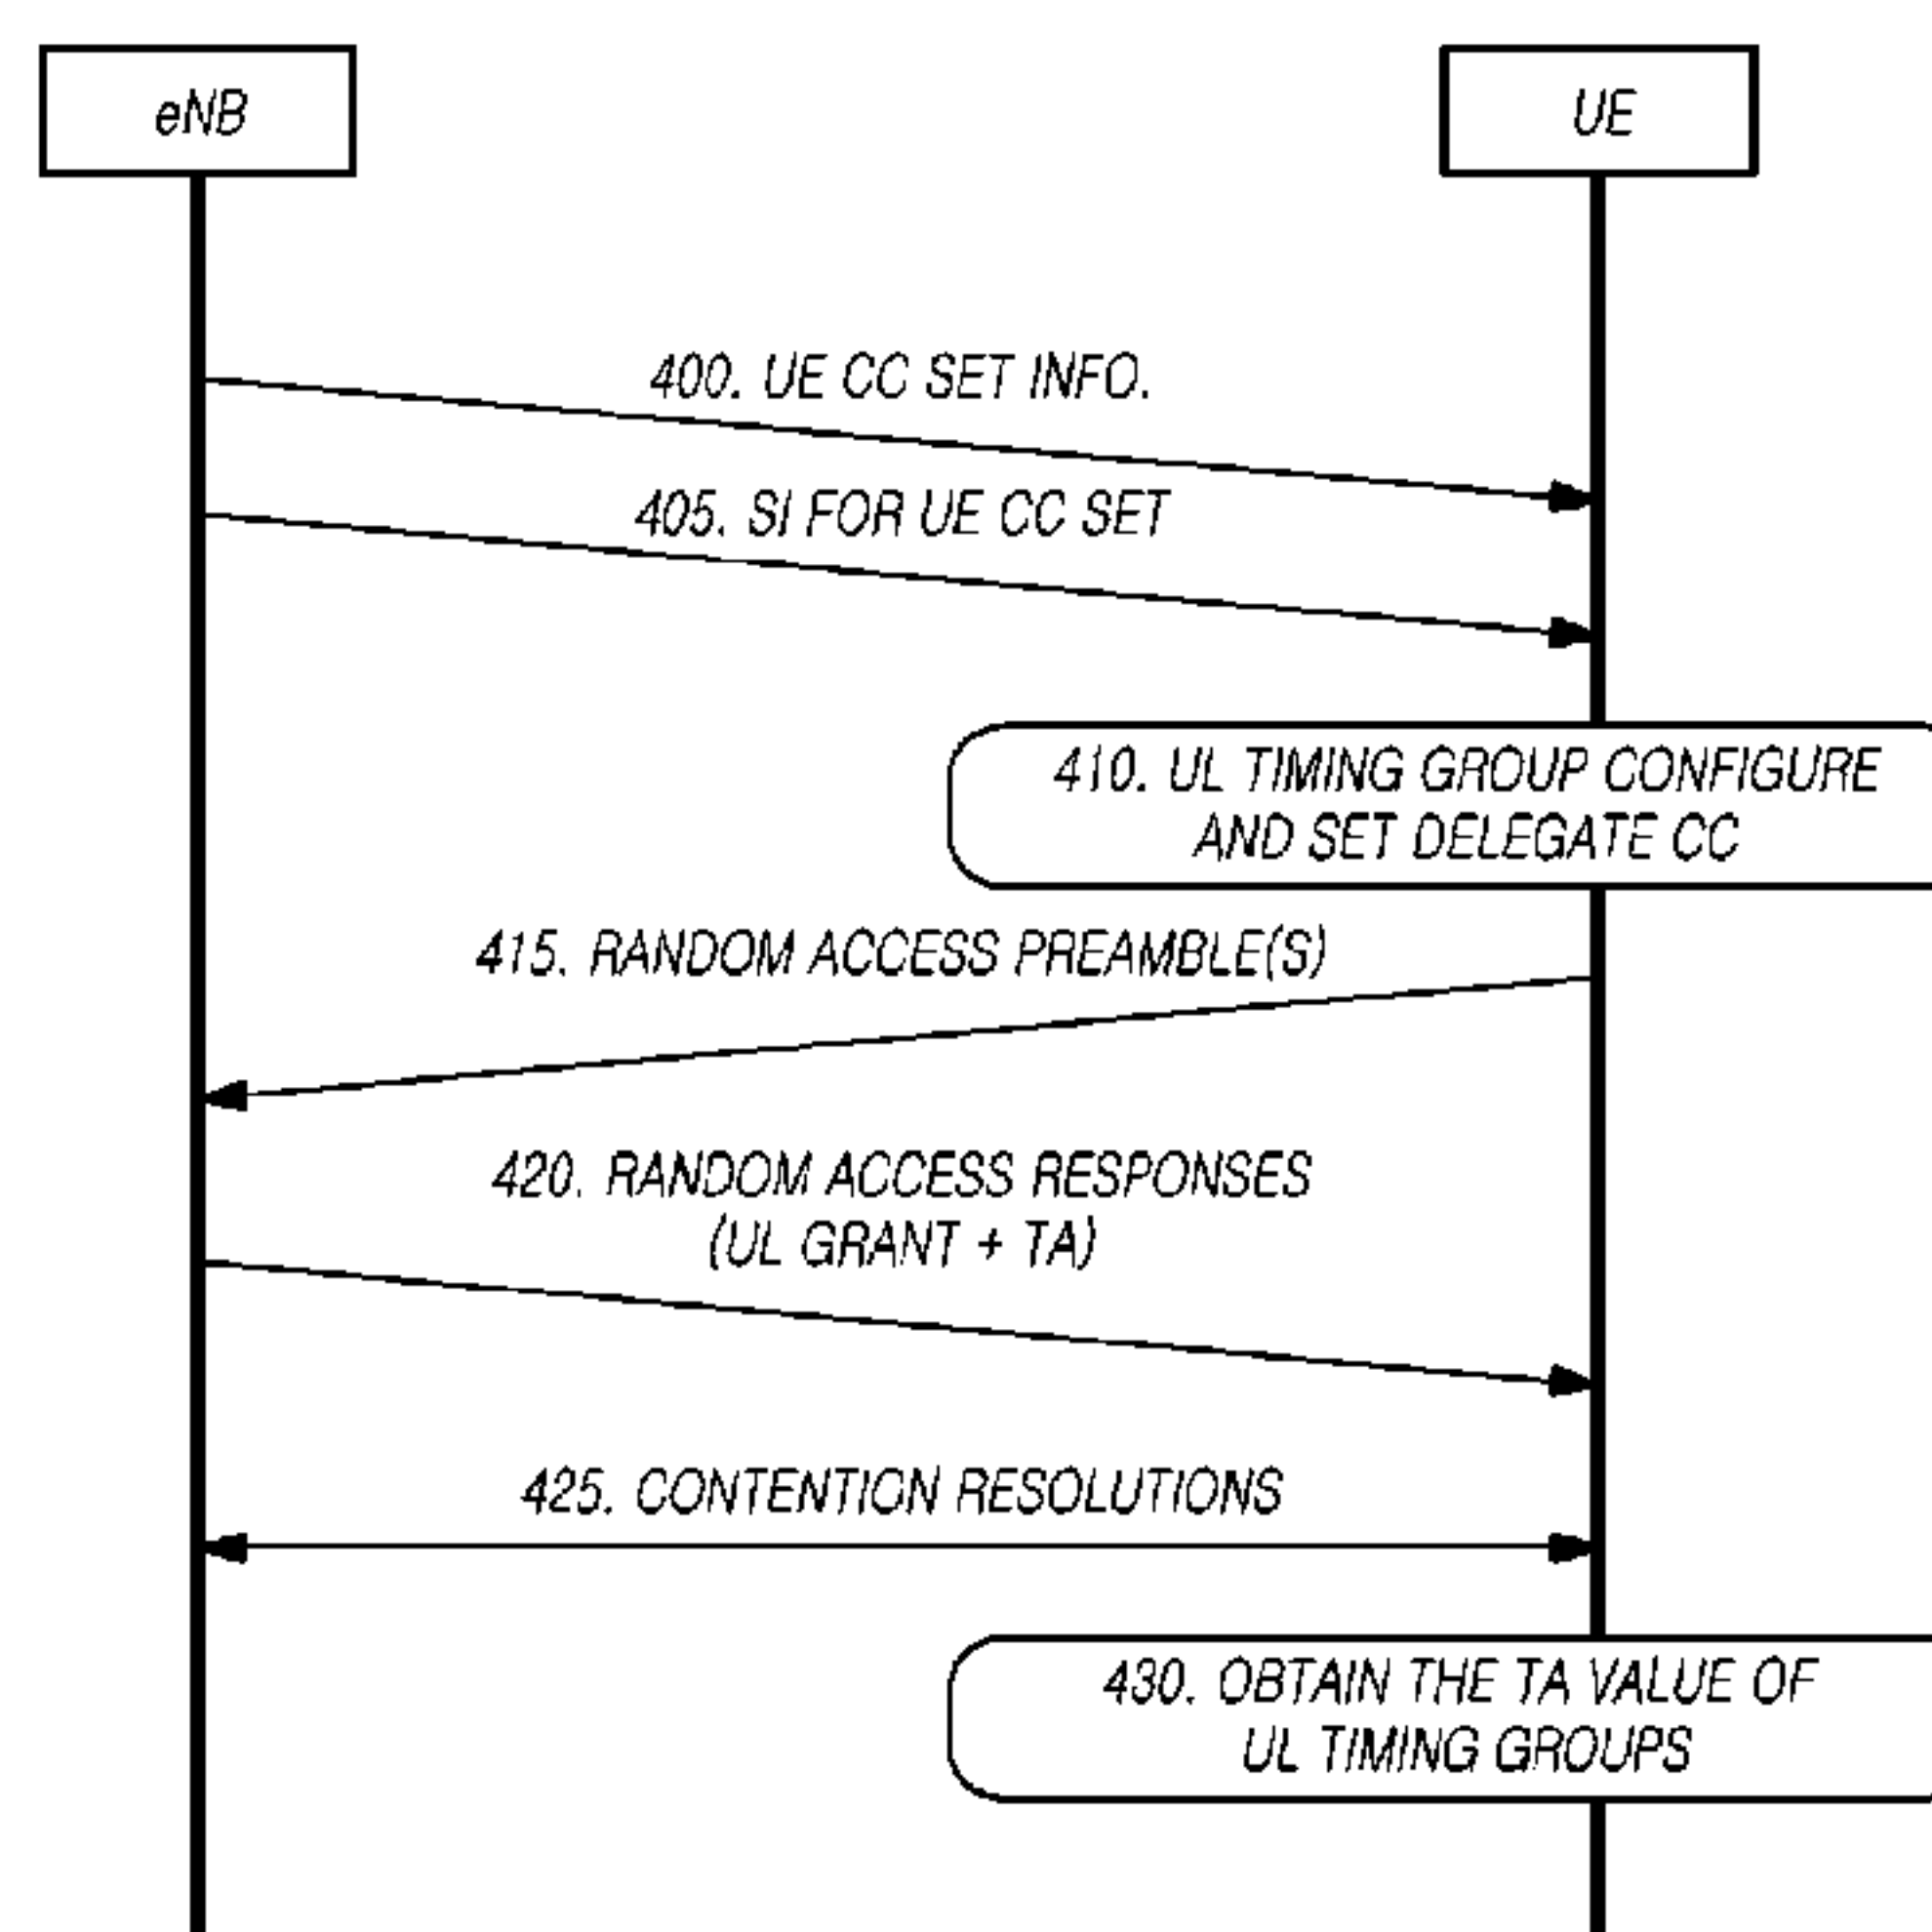 eNB
UE
400. UE CC SET INFO.
405. SI FOR UE CC SET
410. UL TIMING GROUP CONFIGURE
AND SET DELEGATE CC
415. RANDOM ACCESS PREAMBLE(S)
420. RANDOM ACCESS RESPONSES
(UL GRANT + TA)
425. CONTENTION RESOLUTIONS
430. OBTAIN THE TA VALUE OF
UL TIMING GROUPS